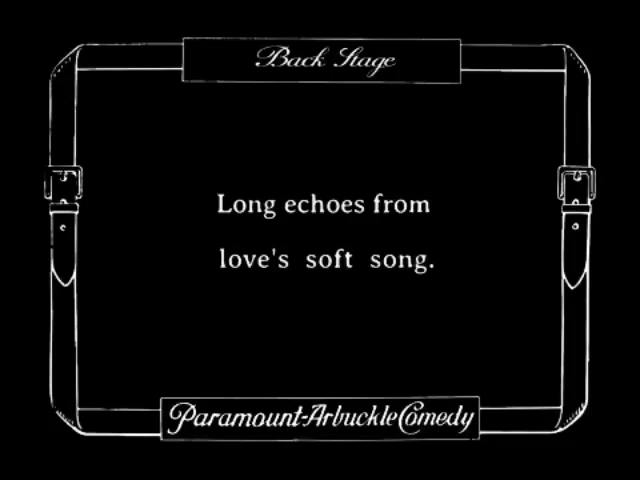 Back Stage
Long echoes from
love's soft song.
Paramount-Arbuckle Comedy